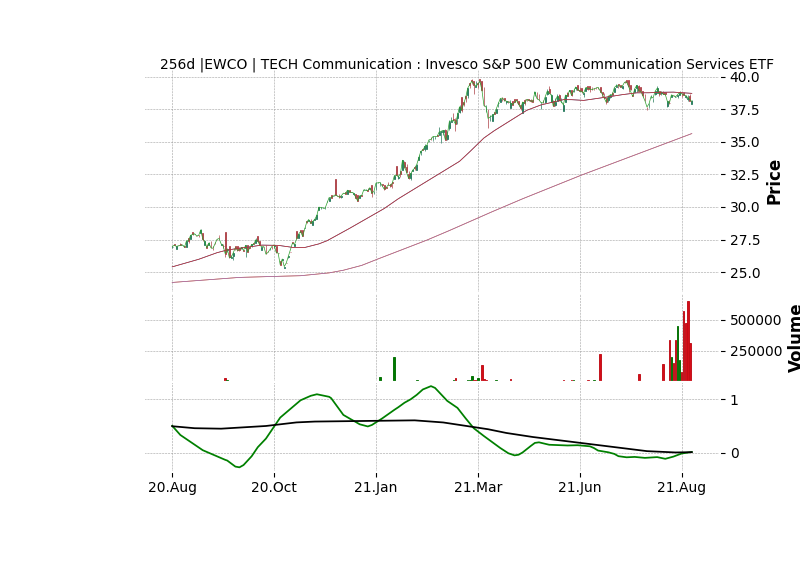 256d |EWCO | TECH Communication : Invesco S&P 500 EW Communication Services ETF
40.0
37.5
35.0
32.5
30.0
27.5
25.0
Price
500000
250000
Volume
1
0
20.Aug 20.Oct 21.Jan 21.Mar 21.Jun 21.Aug